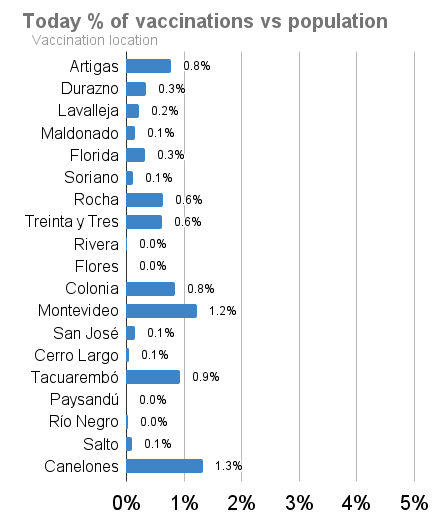 Today % of vaccinations vs population
Vaccination location
Artigas 0.8%
Durazno 0.3%
Lavalleja 0.2%
Maldonado 0.1%
Florida 0.3%
Soriano 0.1%
Rocha 0.6%
Treinta y Tres 0.6%
Rivera 0.0%
Flores 0.0%
Colonia 0.8%
Montevideo 1.2%
San José 0.1%
Cerro Largo 0.1%
Tacuarembó 0.9%
Paysandú 0.0%
Río Negro 0.0%
Salto 0.1%
Canelones 1.3%
0% 1% 2% 3% 4% 5%